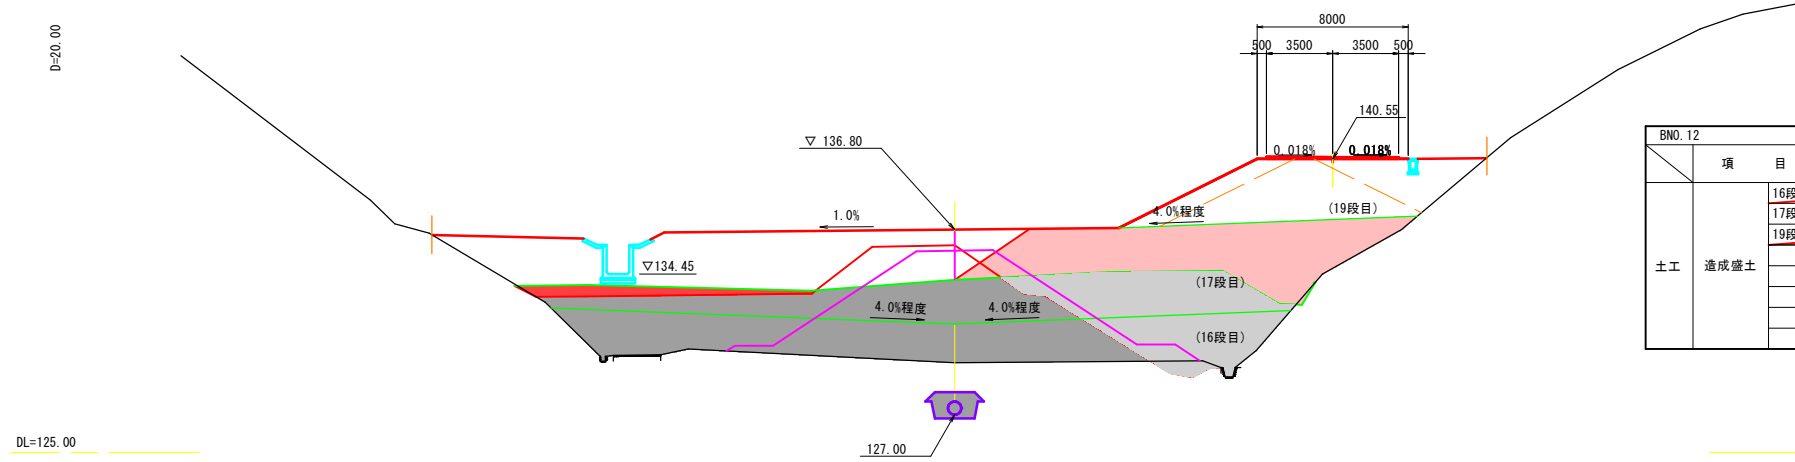 D=20.00
8000
500 3500 3500 500
140.55
▽ 136.80
0.018% 0.018%
BNO.12
項 目
16段
17段
19段
土工 造成盛土
1.0%
4.0%程度
(19段目)
▽134.45
(17段目)
4.0%程度 4.0%程度
(16段目)
DL=125.00
127.00